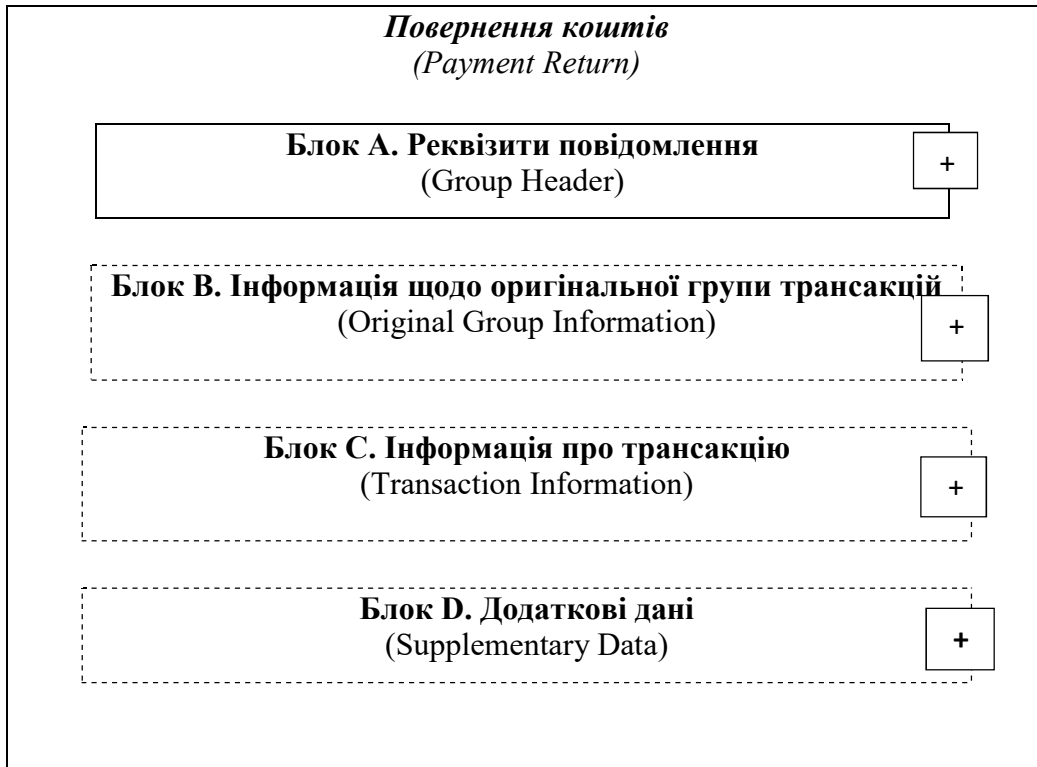 Повернення коштів
(Payment Return)
Блок A. Реквізити повідомлення
(Group Header)
+
Блок B. Інформація щодо оригінальної групи трансакцій
(Original Group Information)
+
Блок C. Інформація про трансакцію
(Transaction Information)
+
Блок D. Додаткові дані
(Supplementary Data)
+